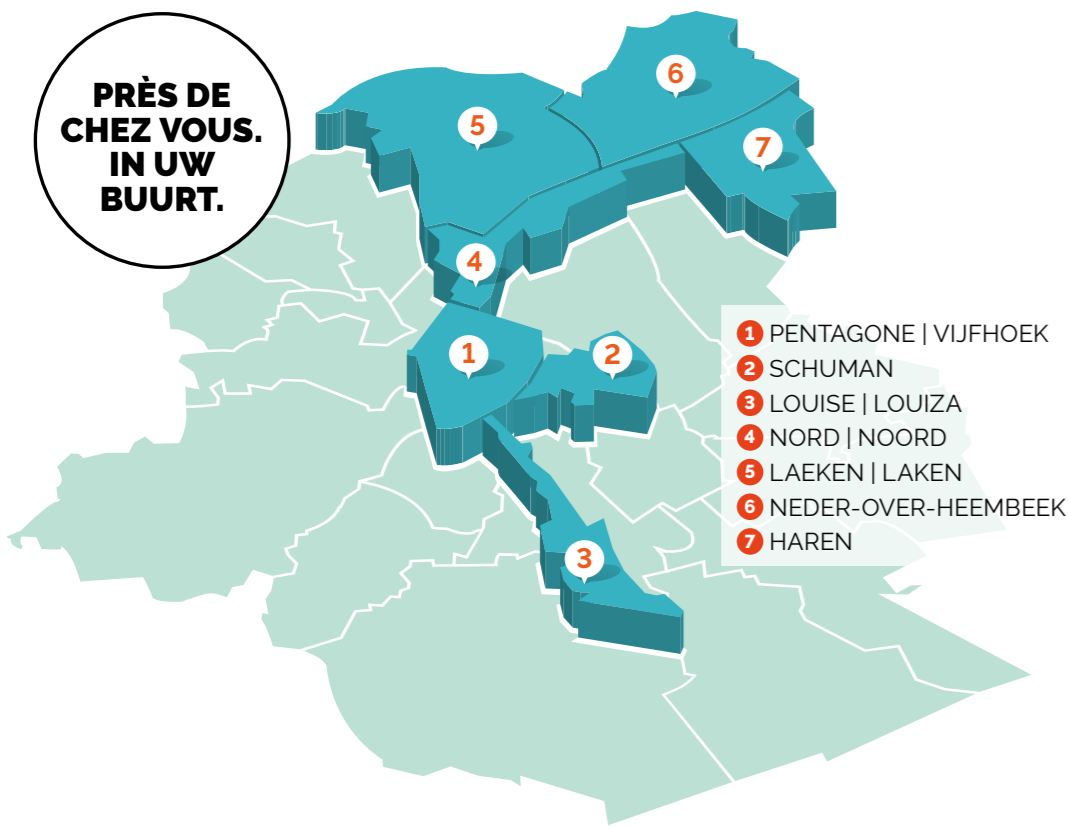 PRÈS DE
CHEZ VOUS.
IN UW
BUURT.
6
5
7
4
1
2
3
1 PENTAGONE | VIJFHOEK
2 SCHUMAN
3 LOUISE | LOUIZA
4 NORD | NOORD
5 LAEKEN | LAKEN
6 NEDER-OVER-HEEMBEEK
7 HAREN